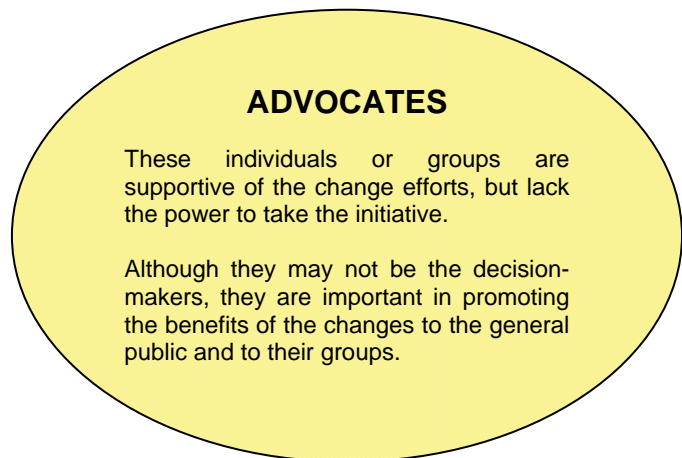 ADVOCATES
These individuals or groups are
supportive of the change efforts, but lack
the power to take the initiative.
Although they may not be the decision-
makers, they are important in promoting
the benefits of the changes to the general
public and to their groups.